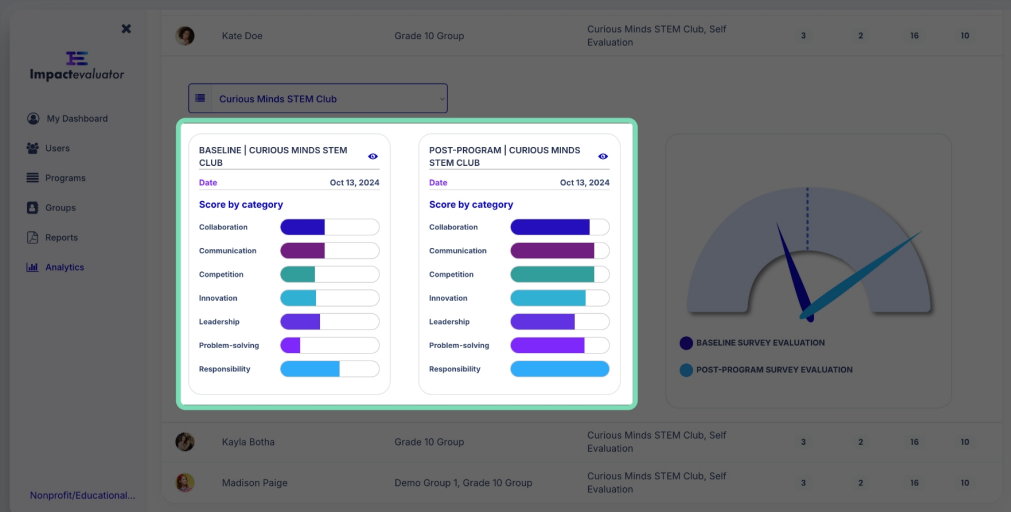 Kate Doe
Grade 10 Group
Curious Minds STEM Club, Self
Evaluation
3
2
16
10
Impactevaluator
My Dashboard
Users
Programs
Groups
Reports
Analytics
Nonprofit/Educational...
Curious Minds STEM Club
BASELINE | CURIOUS MINDS STEM
CLUB
Date Oct 13, 2024
Score by category
Collaboration
Communication
Competition
Innovation
Leadership
Problem-solving
Responsibility
POST-PROGRAM | CURIOUS MINDS
STEM CLUB
Date Oct 13, 2024
Score by category
Collaboration
Communication
Competition
Innovation
Leadership
Problem-solving
Responsibility
BASELINE SURVEY EVALUATION
POST-PROGRAM SURVEY EVALUATION
Kayla Botha
Grade 10 Group
Curious Minds STEM Club, Self
Evaluation
3
2
16
10
Madison Paige
Demo Group 1, Grade 10 Group
Curious Minds STEM Club, Self
Evaluation
3
2
16
10